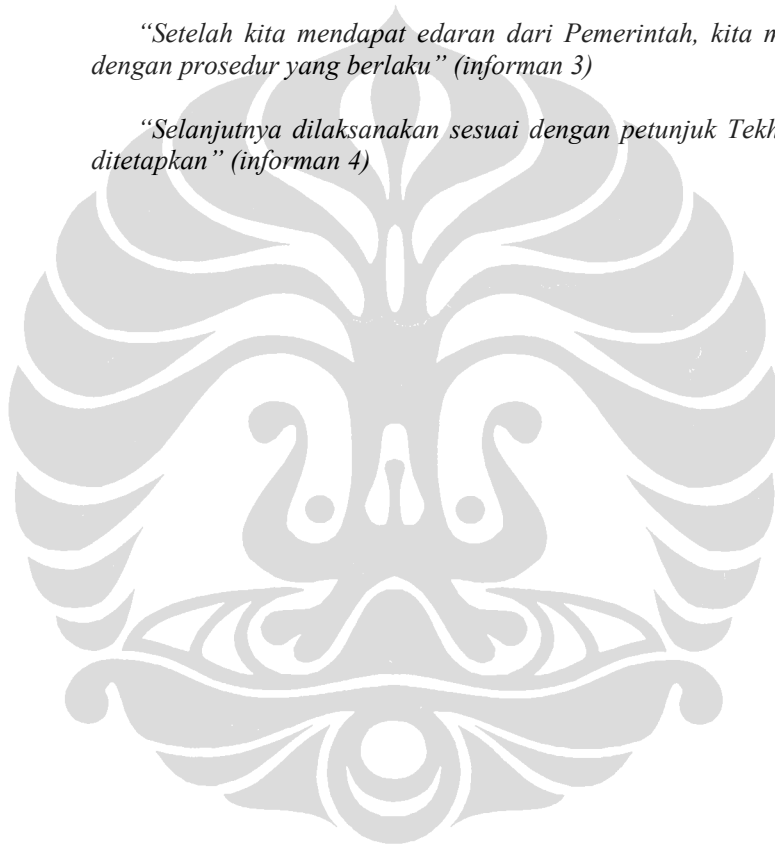 “Setelah kita mendapat edaran dari Pemerintah, kita
dengan prosedur yang berlaku” (informan 3)
“Selanjutnya dilaksanakan sesuai dengan petunjuk
ditetapkan” (informan 4)